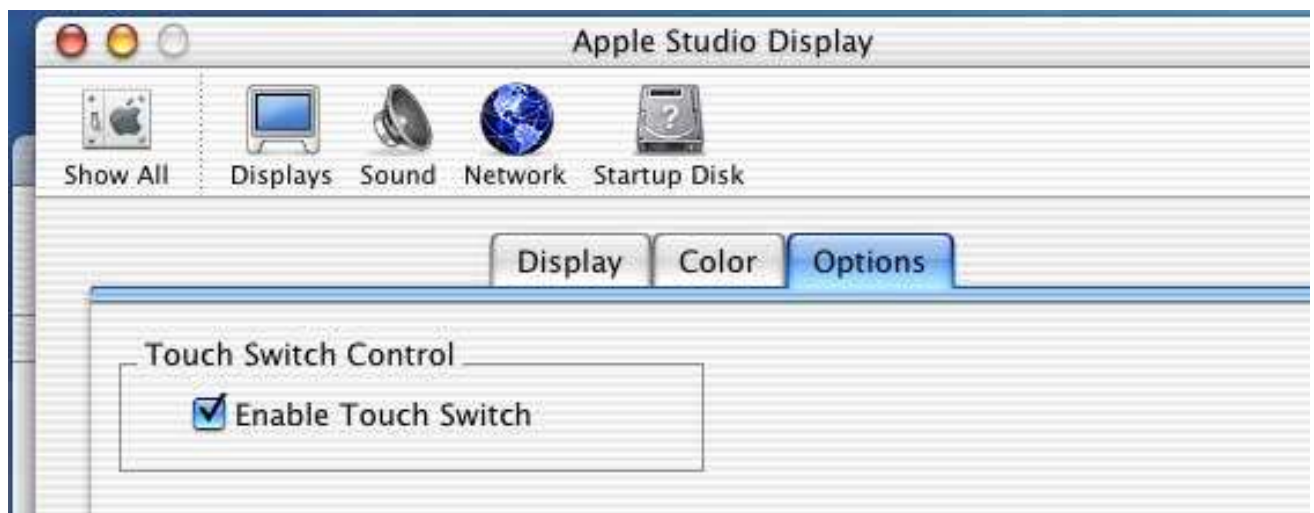 Apple Studio Display
Show All Displays Sound Network Startup Disk
Display Color Options
Touch Switch Control
Enable Touch Switch